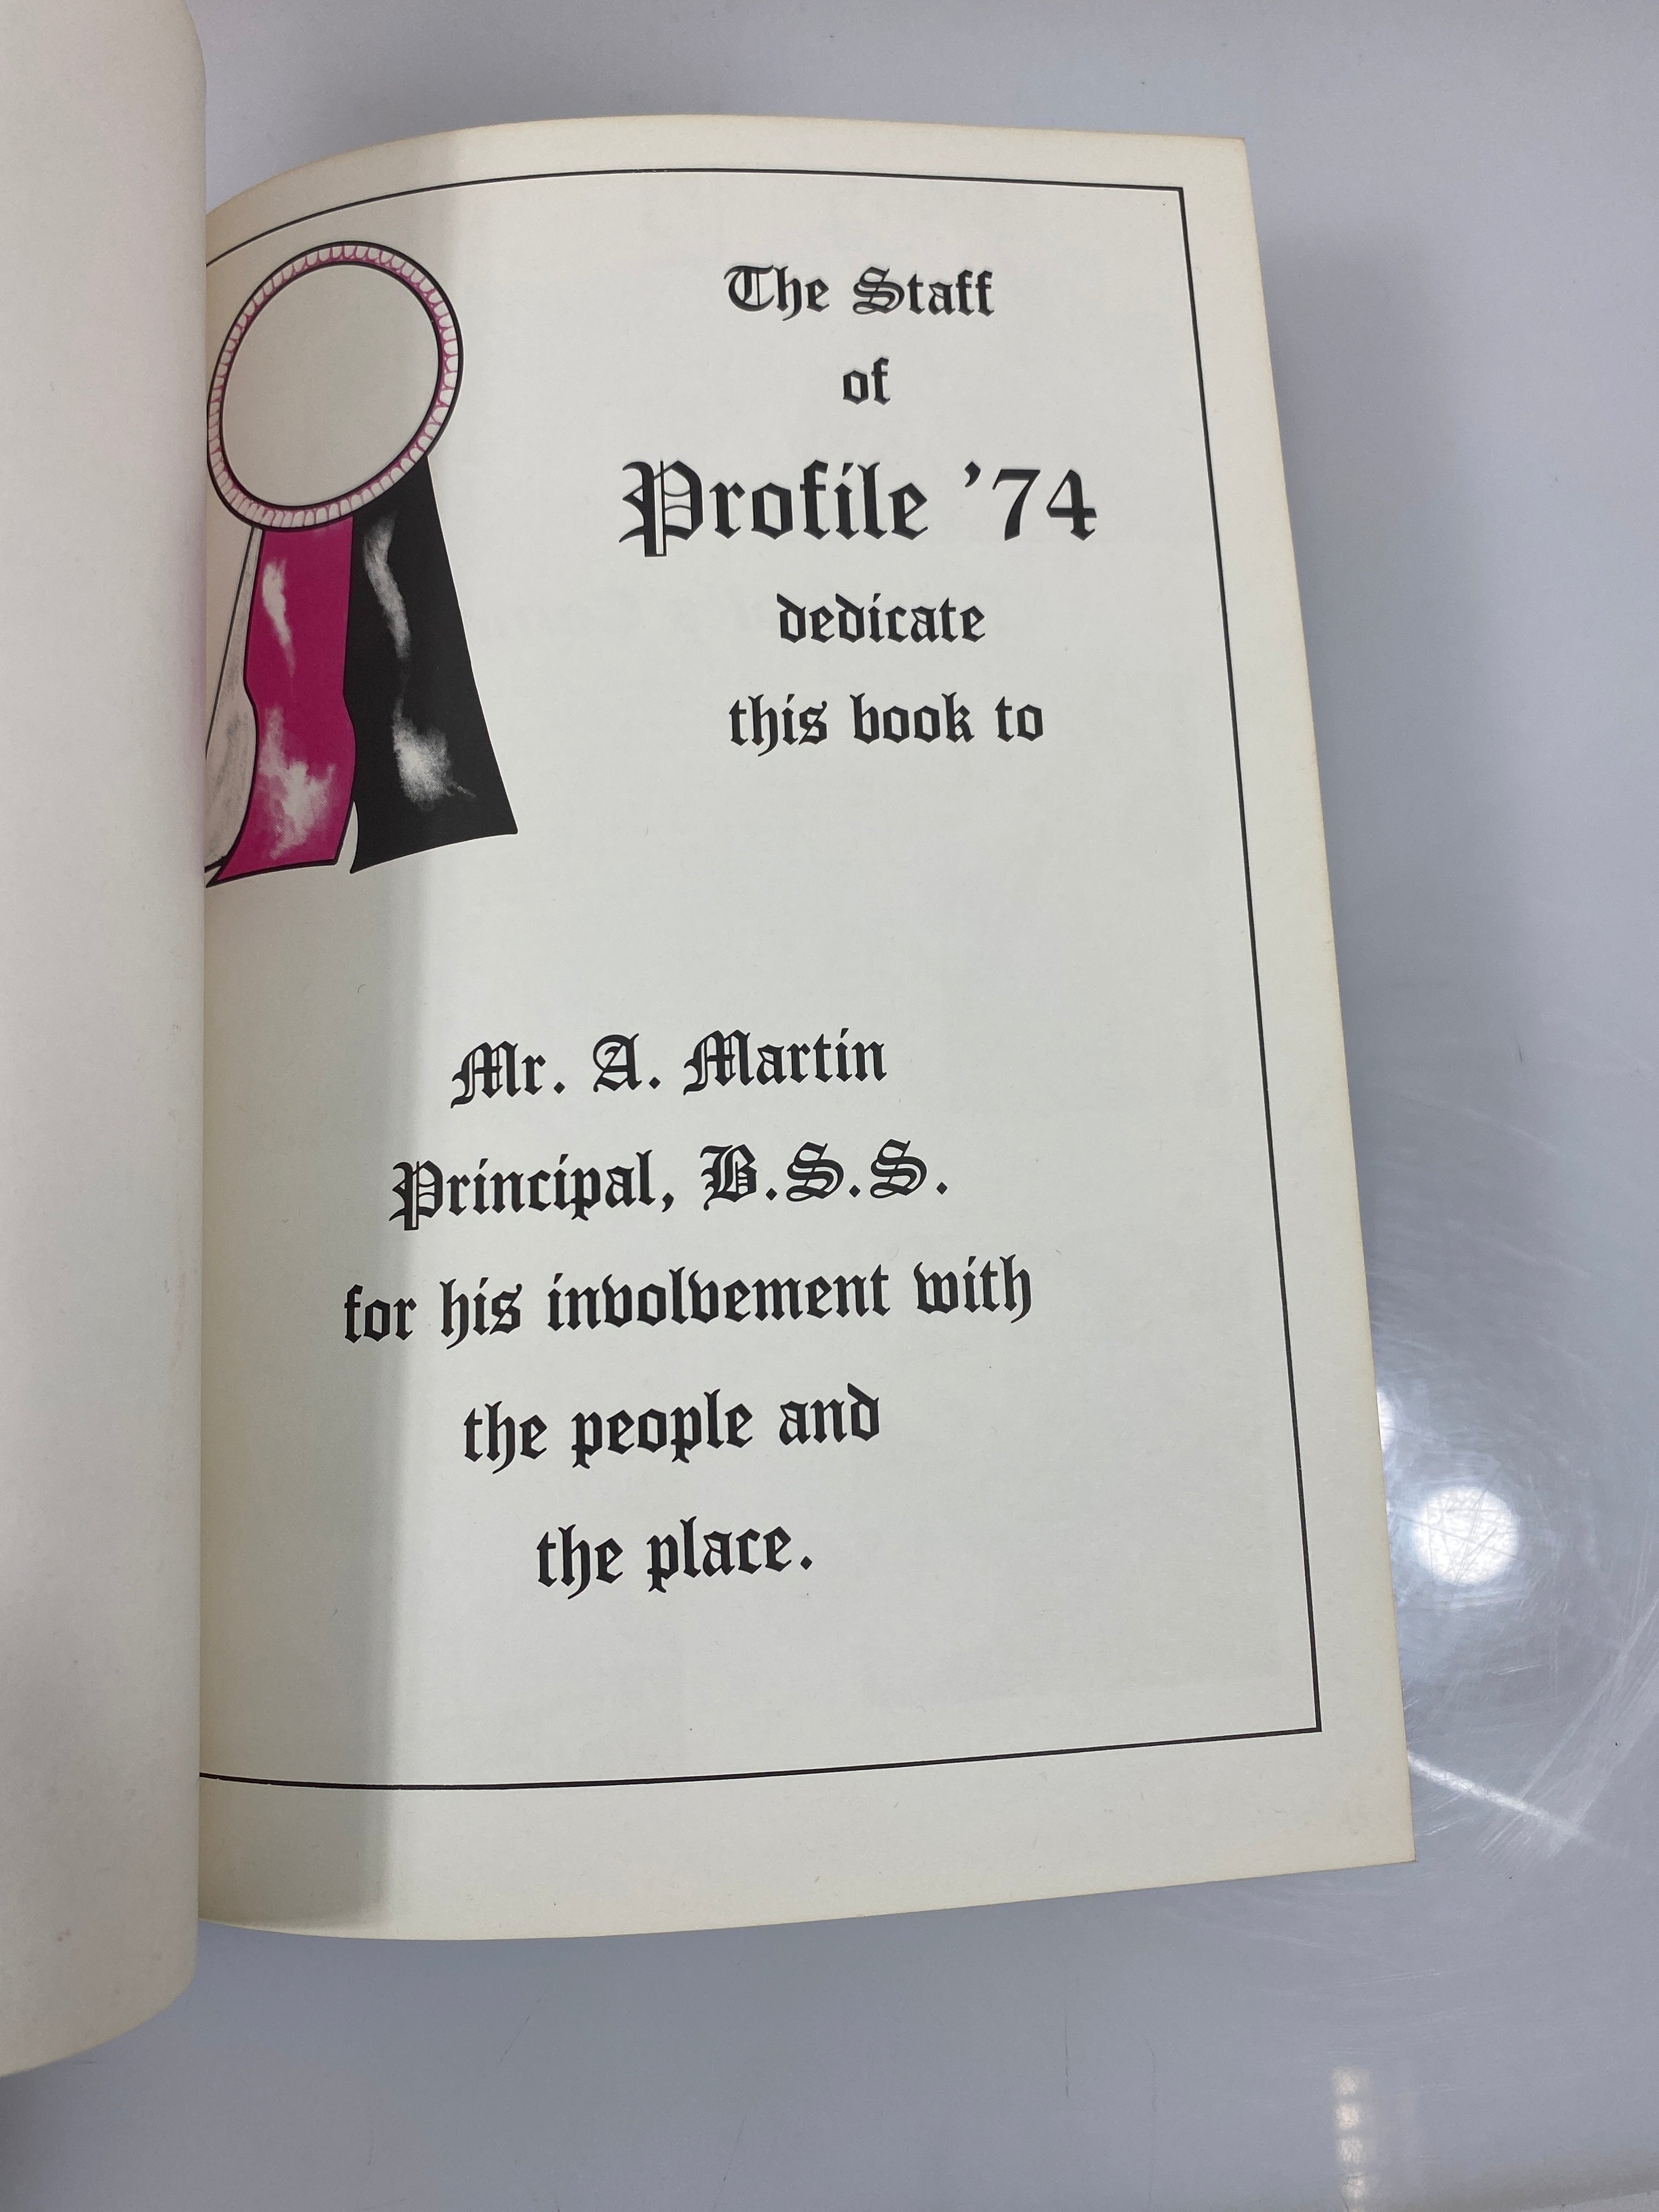 The Staff
of
Profile '74
dedicate
this book to
Mr. A. Martin
Principal, B.S.S.
for his involvement with
the people and
the place.